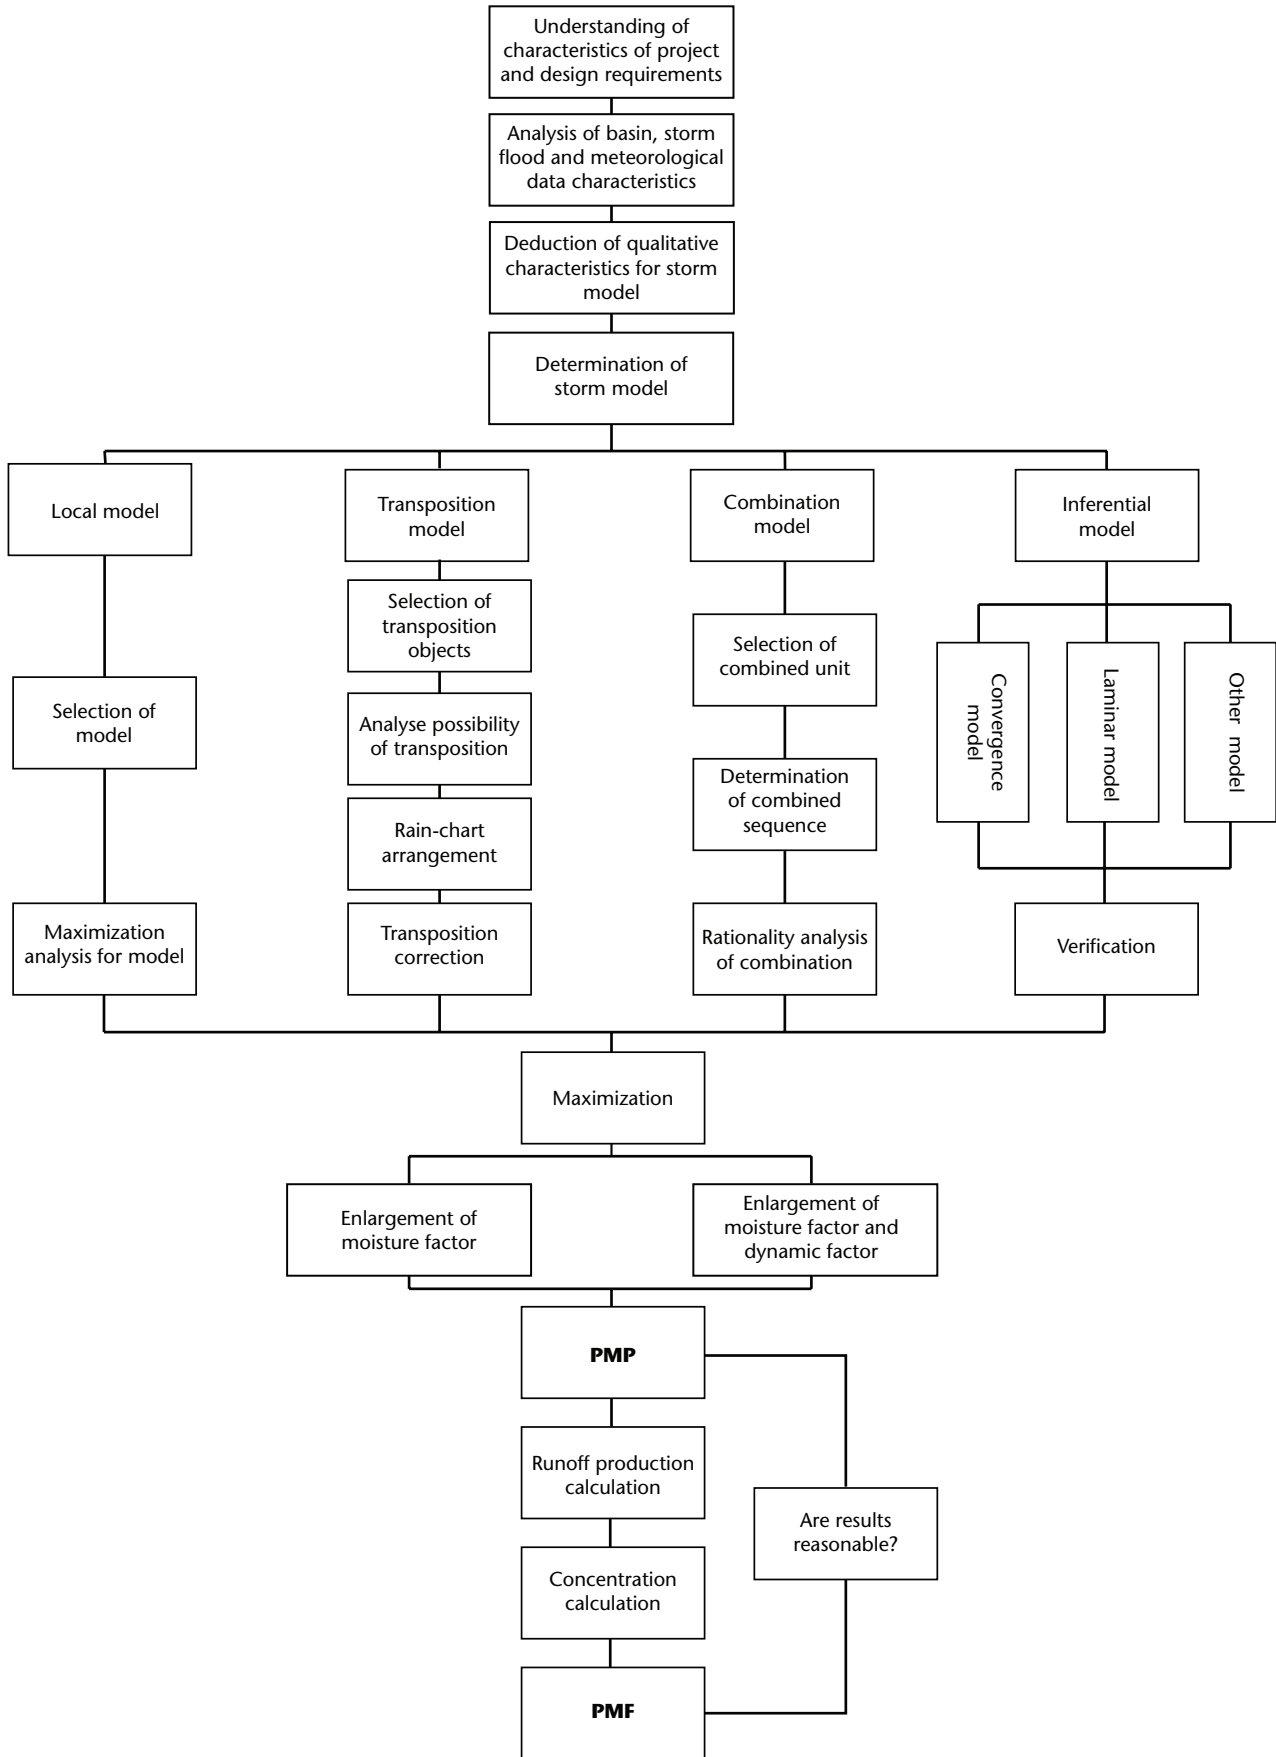 Understanding of
characteristics of project
and design requirements
Analysis of basin, storm
flood and meteorological
data characteristics
Deduction of qualitative
characteristics for storm
model
Determination of
storm model
Local model
Transposition
model
Combination
model
Inferential
model
Selection of
model
Maximization
analysis for model
Selection of
transposition
objects
Analyse possibility
of transposition
Rain-chart
arrangement
Transposition
correction
Selection of
combined unit
Determination
of combined
sequence
Rationality analysis
of combination
Convergence
model
Laminar model
Other model
Verification
Maximization
Enlargement of
moisture factor
Enlargement of
moisture factor and
dynamic factor
PMP
Runoff production
calculation
Are results
reasonable?
Concentration
calculation
PMF